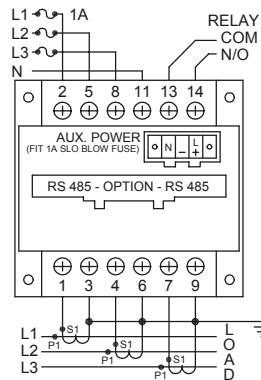 L1 1A RELAY
L2 COM
L3 N/O
N
2 5 8 11 13 14
AUX. POWER
(FIT 1A SLO BLOW FUSE)
N - L
+
RS 485 - OPTION - RS 485
1 3 4 6 7 9
S1 S1 S1
L1 P1 L
L2 P1 O
L3 P1 A
D